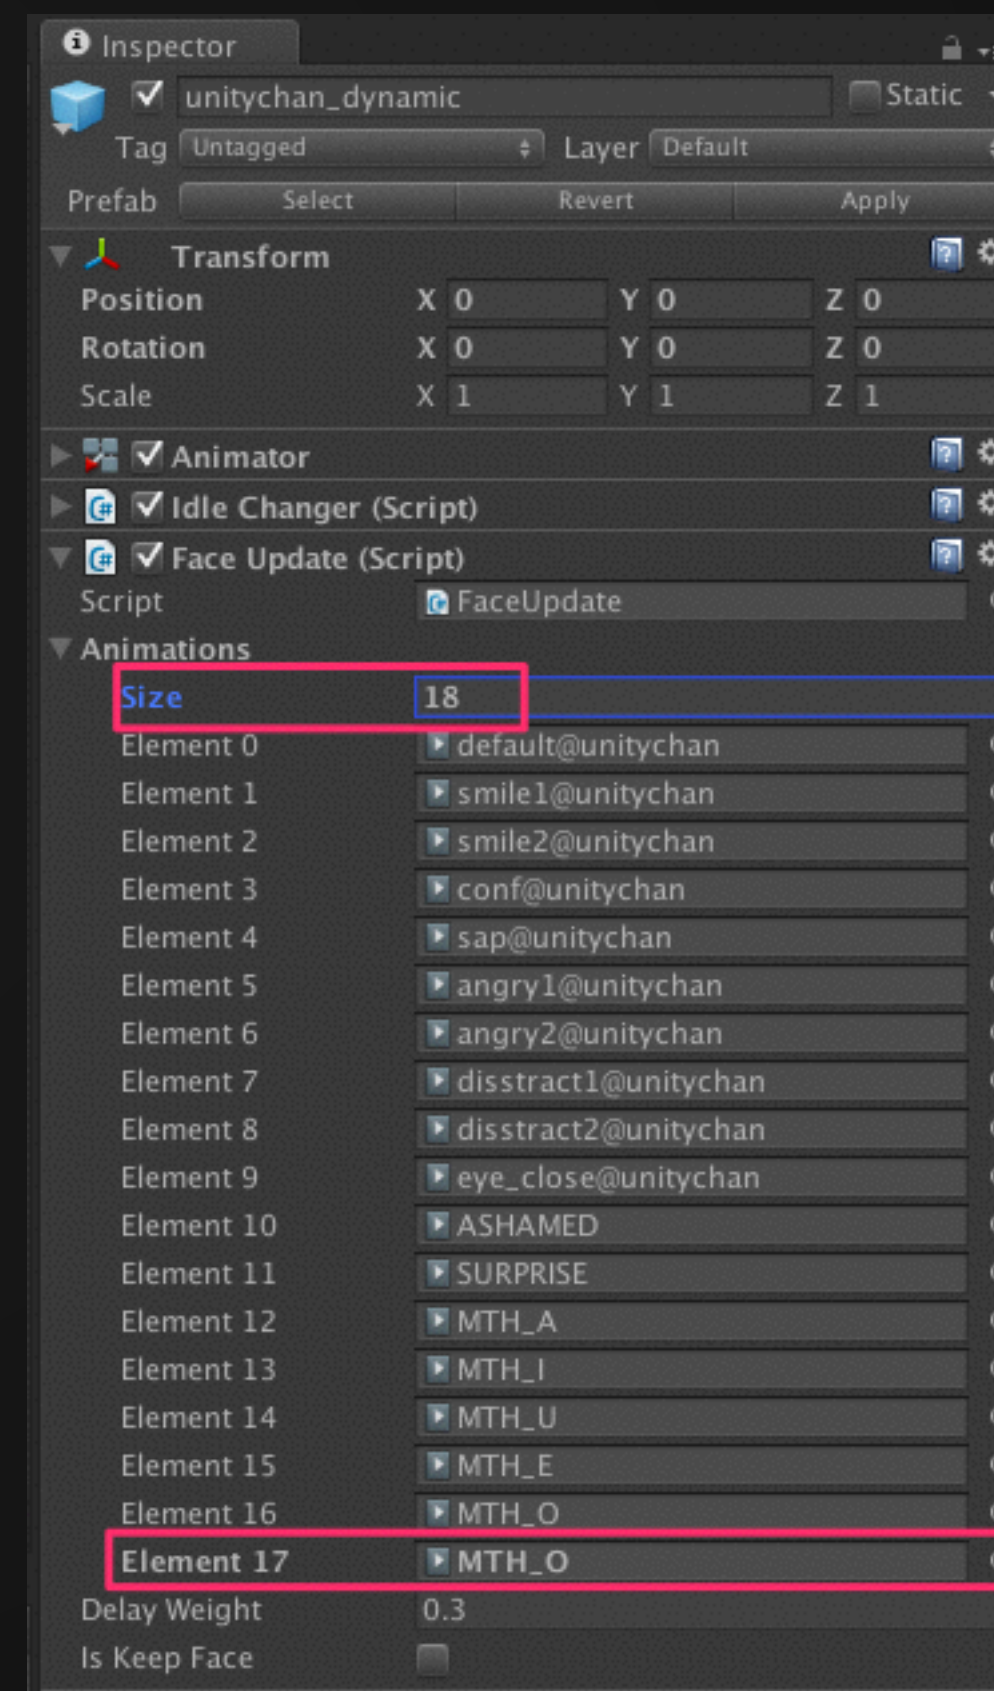 Inspector
unitychan_dynamic Static
Tag Untagged Layer Default
Prefab Select Revert Apply
Transform
Position X 0 Y 0 Z 0
Rotation X 0 Y 0 Z 0
Scale X 1 Y 1 Z 1
Animator
Idle Changer (Script)
Face Update (Script)
Script FaceUpdate
Animations
Size 18
Element 0 default@unitychan
Element 1 smile1@unitychan
Element 2 smile2@unitychan
Element 3 conf@unitychan
Element 4 sap@unitychan
Element 5 angry1@unitychan
Element 6 angry2@unitychan
Element 7 disstract1@unitychan
Element 8 disstract2@unitychan
Element 9 eye_close@unitychan
Element 10 ASHAMED
Element 11 SURPRISE
Element 12 MTH_A
Element 13 MTH_I
Element 14 MTH_U
Element 15 MTH_E
Element 16 MTH_O
Element 17 MTH_O
Delay Weight 0.3
Is Keep Face